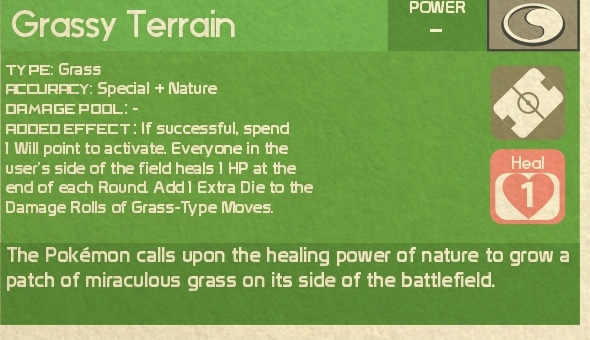 Grassy Terrain
POWER
–
TYPE: Grass
ACCURACY: Special + Nature
DAMAGE POOL: -
ADDED EFFECT: If successful, spend
1 Will point to activate. Everyone in the
user's side of the field heals 1 HP at the
end of each Round. Add 1 Extra Die to the
Damage Rolls of Grass-Type Moves.
Heal
1
The Pokémon calls upon the healing power of nature to grow a
patch of miraculous grass on its side of the battlefield.